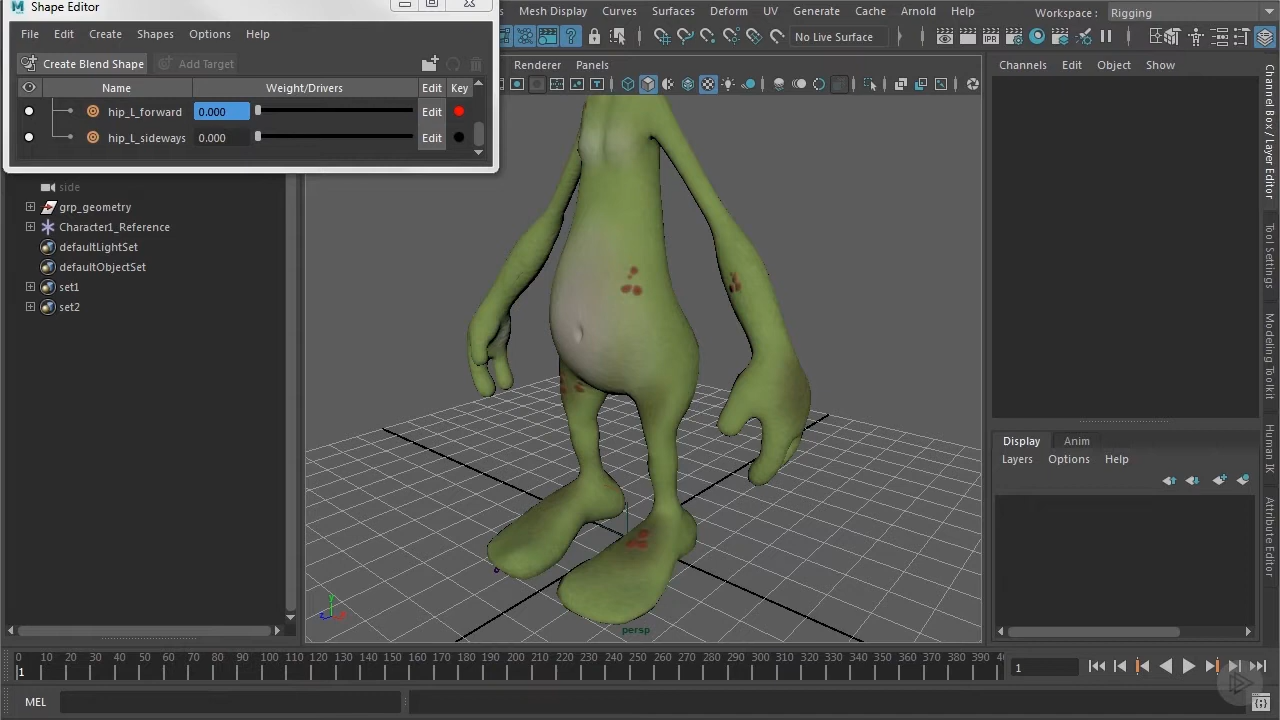 Shape Editor
File Edit Create Shapes Options Help
Create Blend Shape Add Target
Name Weight/Drivers Edit Key
hip_L_forward 0.000 Edit
hip_L_sideways 0.000 Edit
Mesh Display Curves Surfaces Deform UV Generate Cache Arnold Help
Workspace : Rigging
No Live Surface
IPR
Renderer Panels
side
grp_geometry
Character1_Reference
defaultLightSet
defaultObjectSet
set1
set2
persp
y
Channels Edit Object Show
Display Anim
Layers Options Help
Channel Box / Layer Editor
Tool Settings
Modeling Toolkit
Human IK
Attribute Editor
0 10 20 30 40 50 60 70 80 90 100 110 120 130 140 150 160 170 180 190 200 210 220 230 240 250 260 270 280 290 300 310 320 330 340 350 360 370 380 390
1
1
MEL